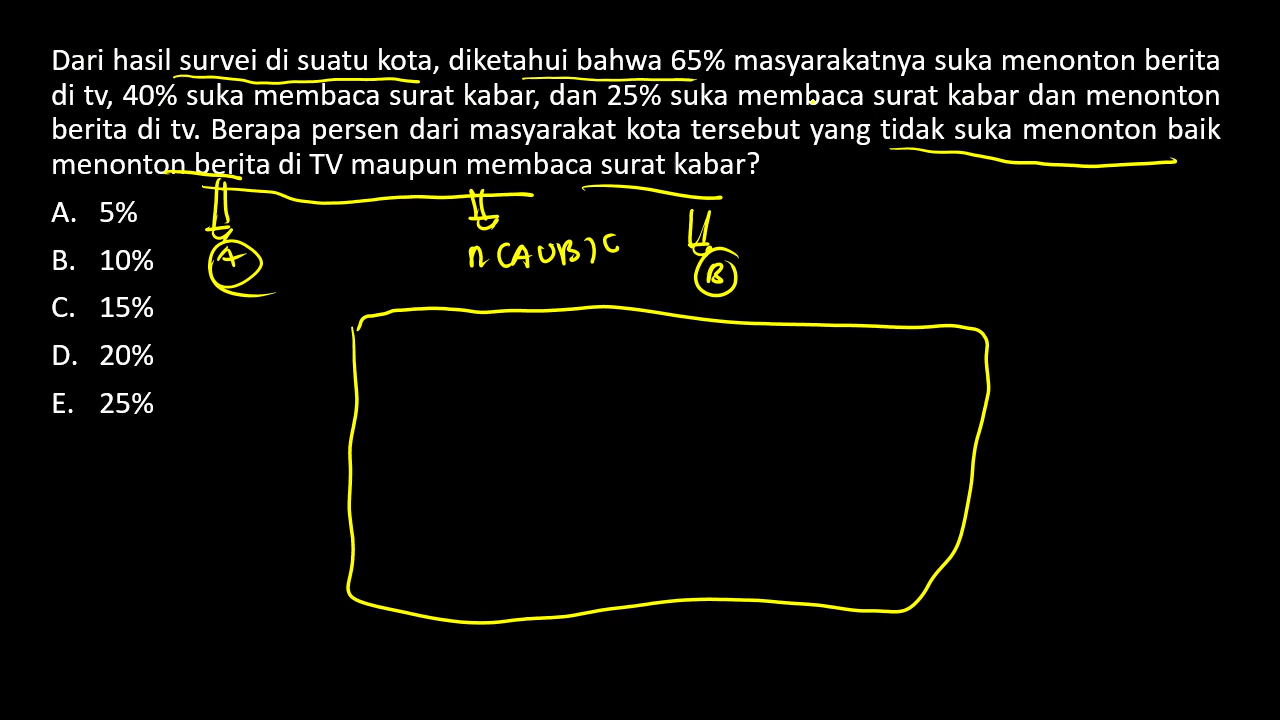 Dari hasil survei di suatu kota, diketahui bahwa 65% masyarakatnya suka menonton berita
di tv, 40% suka membaca surat kabar, dan 25% suka membaca surat kabar dan menonton
berita di tv. Berapa persen dari masyarakat kota tersebut yang tidak suka menonton baik
menonton berita di TV maupun membaca surat kabar?
A. 5%
B. 10%
C. 15%
D. 20%
E. 25%
A
n(A∪B)c
B